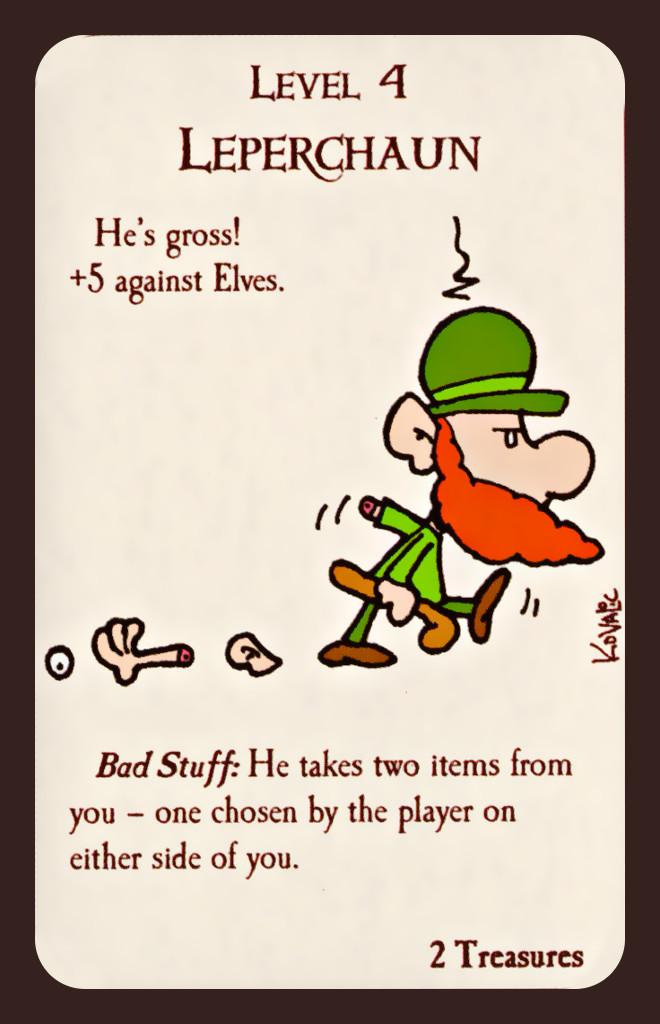 Level 4
Leperchaun
He's gross!
+5 against Elves.
Kovalic
Bad Stuff: He takes two items from
you – one chosen by the player on
either side of you.
2 Treasures